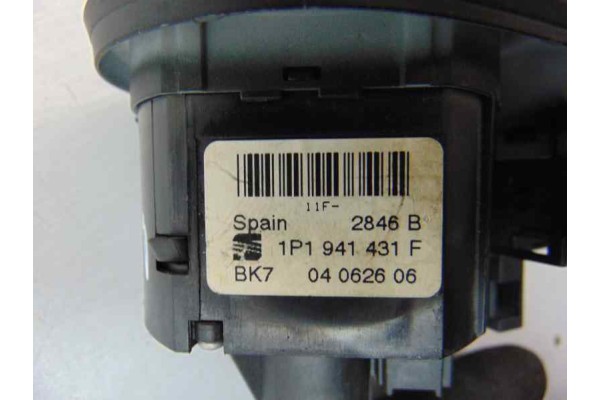 11F-
Spain 2846 B
1P1 941 431 F
BK7 04 0626 06